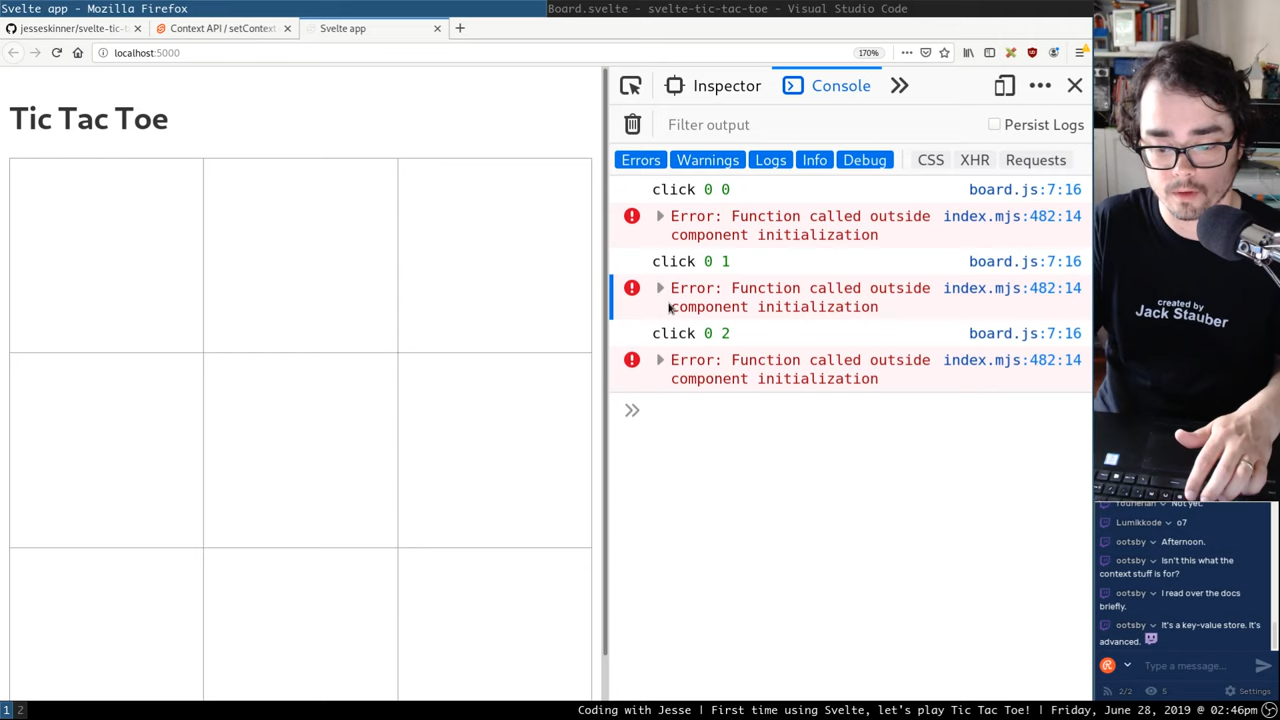 Svelte app - Mozilla Firefox
Board.svelte - svelte-tic-tac-toe - Visual Studio Code
jesseskinner/svelte-tic-t
Context API / setContext
Svelte app
localhost:5000
170%
Inspector
Console
Filter output
Persist Logs
Errors
Warnings
Logs
Info
Debug
CSS
XHR
Requests
Tic Tac Toe
click 0 0 board.js:7:16
Error: Function called outside index.mjs:482:14
component initialization
click 0 1 board.js:7:16
Error: Function called outside index.mjs:482:14
component initialization
click 0 2 board.js:7:16
Error: Function called outside index.mjs:482:14
component initialization
created by
Jack Stauber
Not yet.
Lumikkode o7
ootsby Afternoon.
ootsby Isn't this what the
context stuff is for?
ootsby I read over the docs
briefly.
ootsby It's a key-value store. It's
advanced.
Type a message...
2/2 5 Settings
1 2
Coding with Jesse | First time using Svelte, let's play Tic Tac Toe! | Friday, June 28, 2019 @ 02:46pm